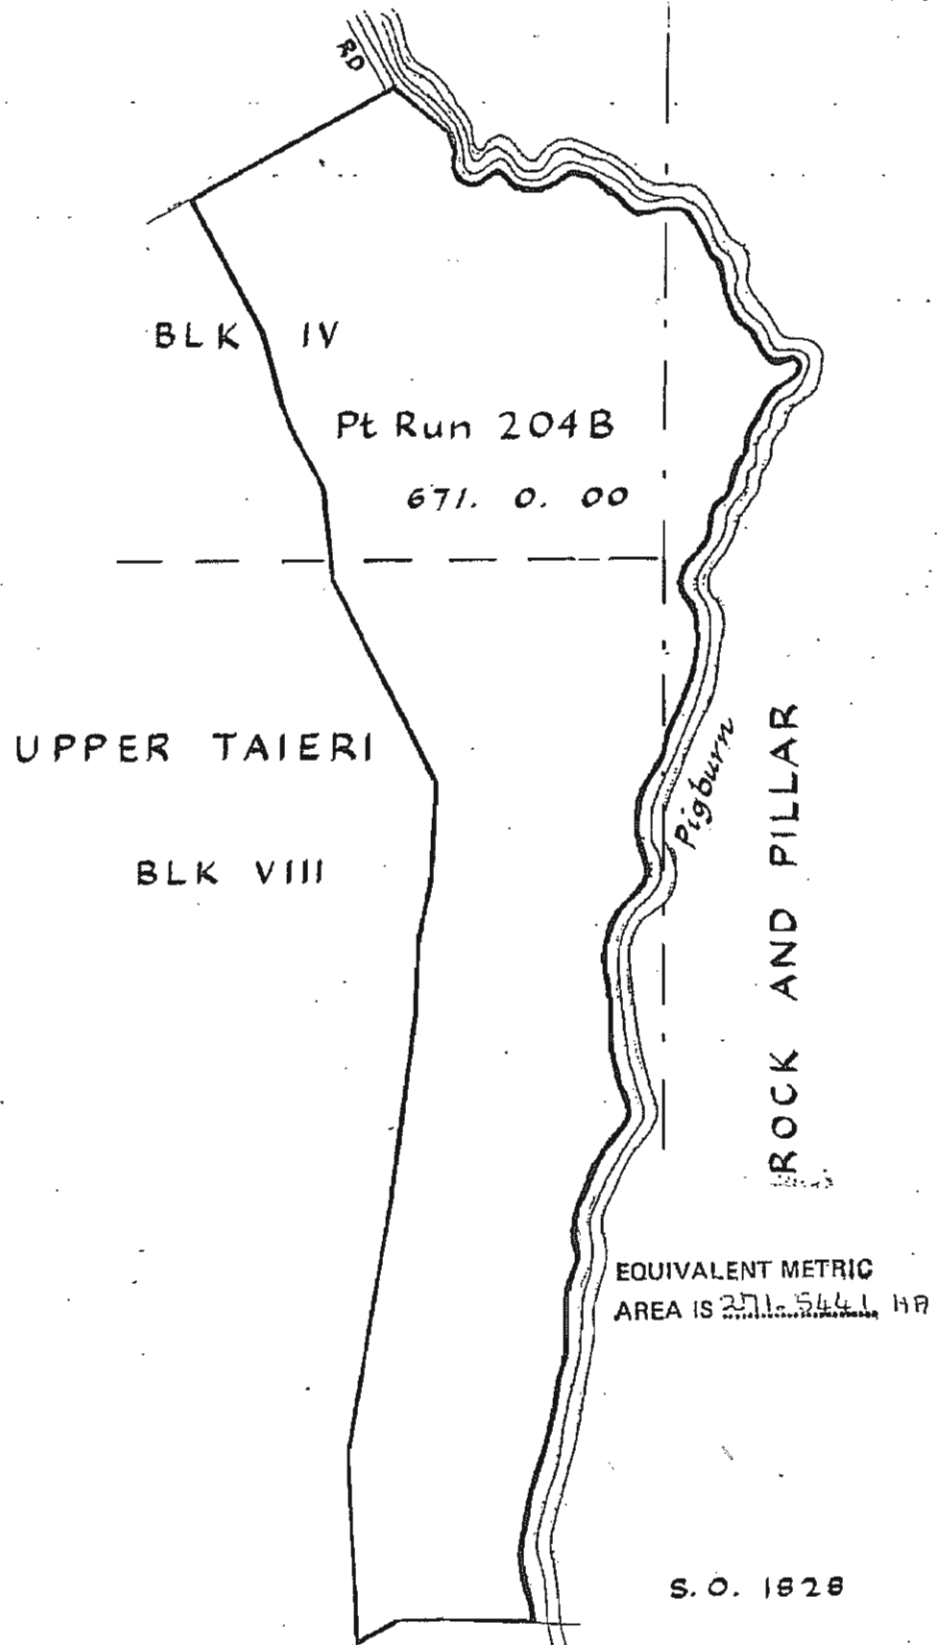 RD
BLK IV
Pt Run 204B
671. 0. 00
UPPER TAIERI
Pigburn
BLK VIII
ROCK AND PILLAR
EQUIVALENT METRIC
AREA IS 271.5441 HA
S.O. 1828